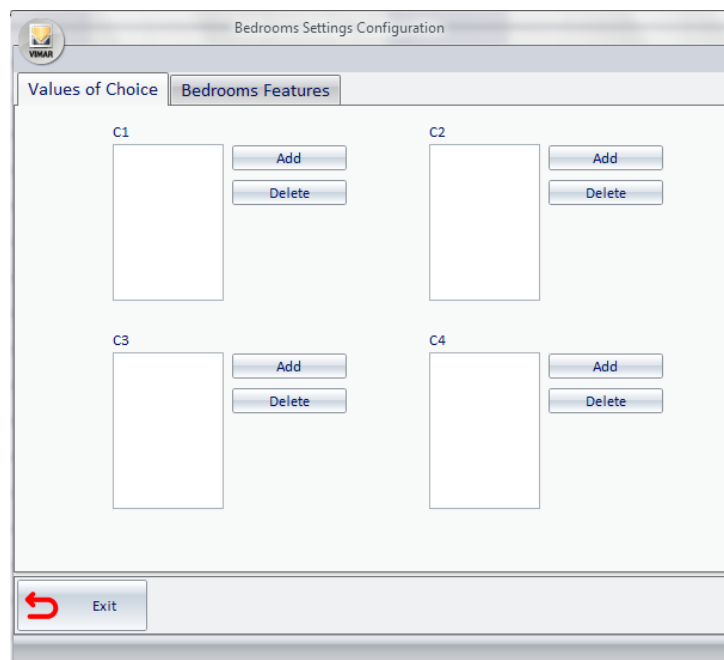 Bedrooms Settings Configuration
VIMAR
Values of Choice Bedrooms Features
C1 C2
Add Add
Delete Delete
C3 C4
Add Add
Delete Delete
Exit